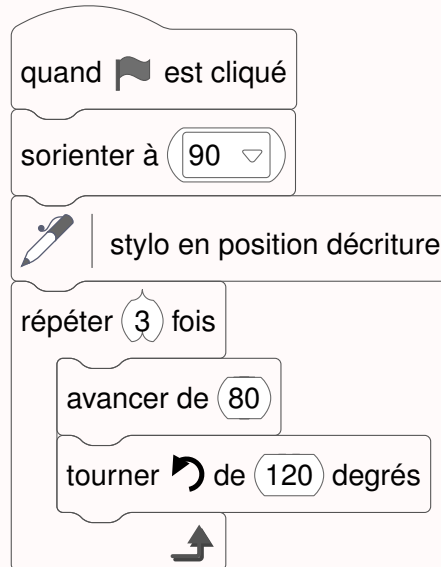 quand est cliqué
sorienter à 90
stylo en position décriture
répéter 3 fois
avancer de 80
tourner de 120 degrés